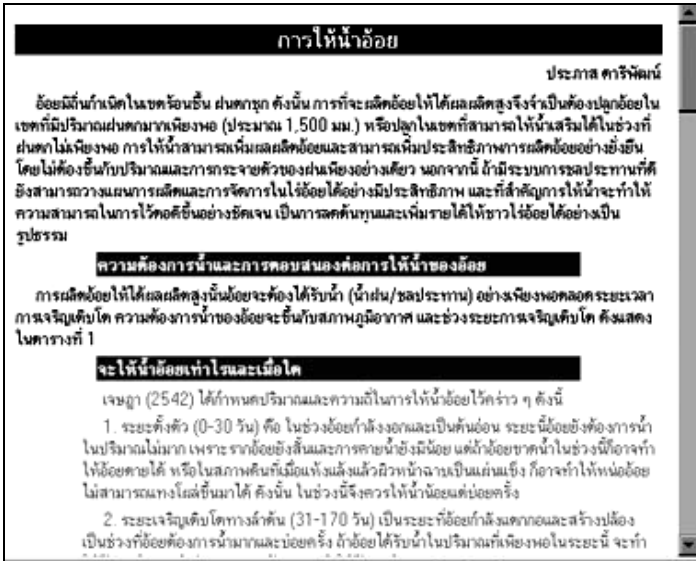 การให้น้ำอ้อย
ประภาส ดารีพัฒน์
อ้อยมีถิ่นกำเนิดในเขตร้อนชื้น ฝนตกชุก ดังนั้น การที่จะผลิตอ้อยให้ได้ผลผลิตสูงจึงจำเป็นต้องปลูกอ้อยใน
เขตที่มีปริมาณฝนตกมากเพียงพอ (ประมาณ 1,500 มม.) หรือปลูกในเขตที่สามารถให้น้ำเสริมได้ในช่วงที่
ฝนตกไม่เพียงพอ การให้น้ำสามารถเพิ่มผลผลิตอ้อยและสามารถเพิ่มประสิทธิภาพการผลิตอ้อยอย่างยั่งยืน
โดยไม่ต้องขึ้นกับปริมาณและการกระจายตัวของฝนเพียงอย่างเดียว นอกจากนี้ ถ้ามีระบบการชลประทานที่ดี
ยังสามารถวางแผนการผลิตและการจัดการในไร่อ้อยได้อย่างมีประสิทธิภาพ และที่สำคัญการให้น้ำจะทำให้
ความสามารถในการไว้ตอดีขึ้นอย่างชัดเจน เป็นการลดต้นทุนและเพิ่มรายได้ให้ชาวไร่อ้อยได้อย่างเป็น
รูปธรรม
ความต้องการน้ำและการตอบสนองต่อการให้น้ำของอ้อย
การผลิตอ้อยให้ได้ผลผลิตสูงนั้นอ้อยจะต้องได้รับน้ำ (น้ำฝน/ชลประทาน) อย่างเพียงพอตลอดระยะเวลา
การเจริญเติบโต ความต้องการน้ำของอ้อยจะขึ้นกับสภาพภูมิอากาศ และช่วงระยะการเจริญเติบโต ดังแสดง
ในตารางที่ 1
จะให้น้ำอ้อยเท่าไรและเมื่อใด
เจษฎา (2542) ได้กำหนดปริมาณและความถี่ในการให้น้ำอ้อยไว้คร่าว ๆ ดังนี้
1. ระยะตั้งตัว (0-30 วัน) คือ ในช่วงอ้อยกำลังงอกและเป็นต้นอ่อน ระยะนี้อ้อยยังต้องการน้ำ
ในปริมาณไม่มาก เพราะรากอ้อยยังสั้นและการคายน้ำยังมีน้อย แต่ถ้าอ้อยขาดน้ำในช่วงนี้ก็อาจทำ
ให้อ้อยตายได้ หรือในสภาพดินที่เมื่อแห้งแล้งแล้วผิวหน้าฉาบเป็นแผ่นแข็ง ก็อาจทำให้หน่ออ้อย
ไม่สามารถแทงโผล่ขึ้นมาได้ ดังนั้น ในช่วงนี้จึงควรให้น้ำน้อยแต่บ่อยครั้ง
2. ระยะเจริญเติบโตทางลำต้น (31-170 วัน) เป็นระยะที่อ้อยกำลังแตกกอและสร้างปล้อง
เป็นช่วงที่อ้อยต้องการน้ำมากและบ่อยครั้ง ถ้าอ้อยได้รับน้ำในปริมาณที่เพียงพอในระยะนี้ จะทำ